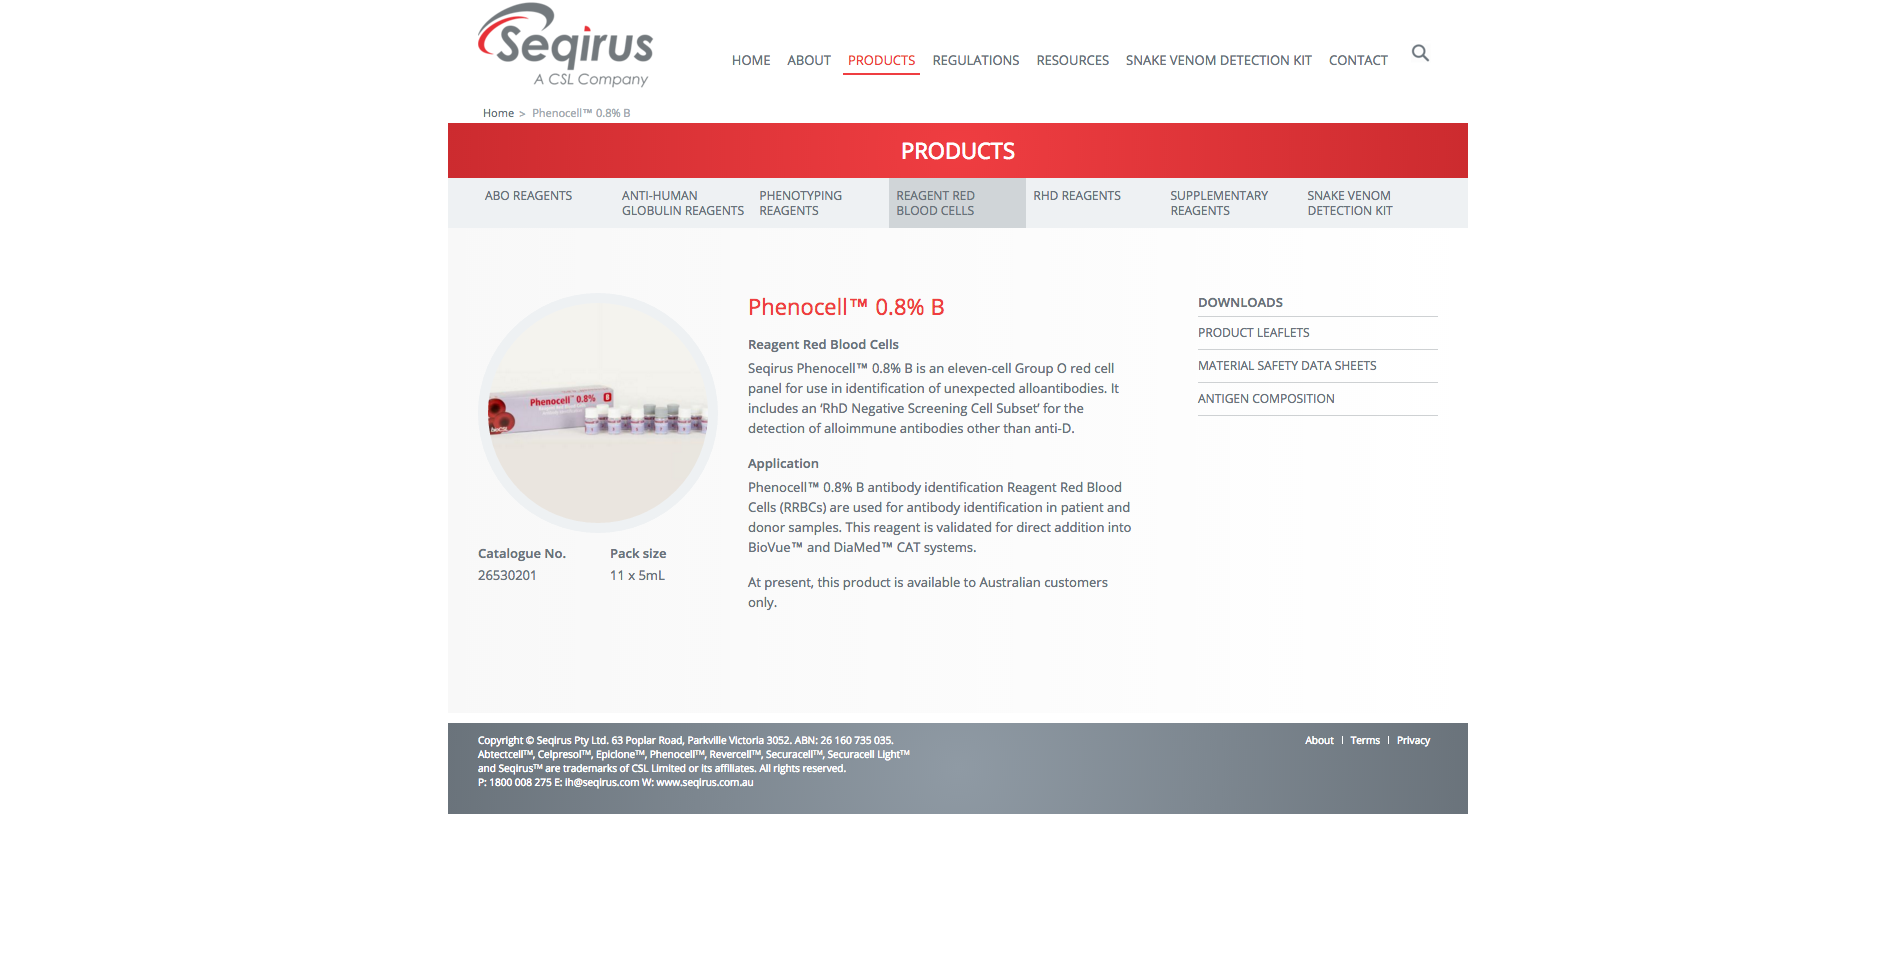 Seqirus
A CSL Company
HOME ABOUT PRODUCTS REGULATIONS RESOURCES SNAKE VENOM DETECTION KIT CONTACT
Home > Phenocell™ 0.8% B
PRODUCTS
ABO REAGENTS
ANTI-HUMAN
GLOBULIN REAGENTS
PHENOTYPING
REAGENTS
REAGENT RED
BLOOD CELLS
RHD REAGENTS
SUPPLEMENTARY
REAGENTS
SNAKE VENOM
DETECTION KIT
Phenocell™ 0.8%
Catalogue No. Pack size
26530201 11 x 5mL
Phenocell™ 0.8% B
Reagent Red Blood Cells
Seqirus Phenocell™ 0.8% B is an eleven-cell Group O red cell
panel for use in identification of unexpected alloantibodies. It
includes an ‘RhD Negative Screening Cell Subset’ for the
detection of alloimmune antibodies other than anti-D.
Application
Phenocell™ 0.8% B antibody identification Reagent Red Blood
Cells (RRBCs) are used for antibody identification in patient and
donor samples. This reagent is validated for direct addition into
BioVue™ and DiaMed™ CAT systems.
At present, this product is available to Australian customers
only.
DOWNLOADS
PRODUCT LEAFLETS
MATERIAL SAFETY DATA SHEETS
ANTIGEN COMPOSITION
Copyright © Seqirus Pty Ltd. 63 Poplar Road, Parkville Victoria 3052. ABN: 26 160 735 035.
Abtectcell™, Celpresol™, Epiclone™, Phenocell™, Revercell™, Securacell™, Securacell Light™
and Seqirus™ are trademarks of CSL Limited or its affiliates. All rights reserved.
P: 1800 008 275 E: ih@seqirus.com W: www.seqirus.com.au
About | Terms | Privacy